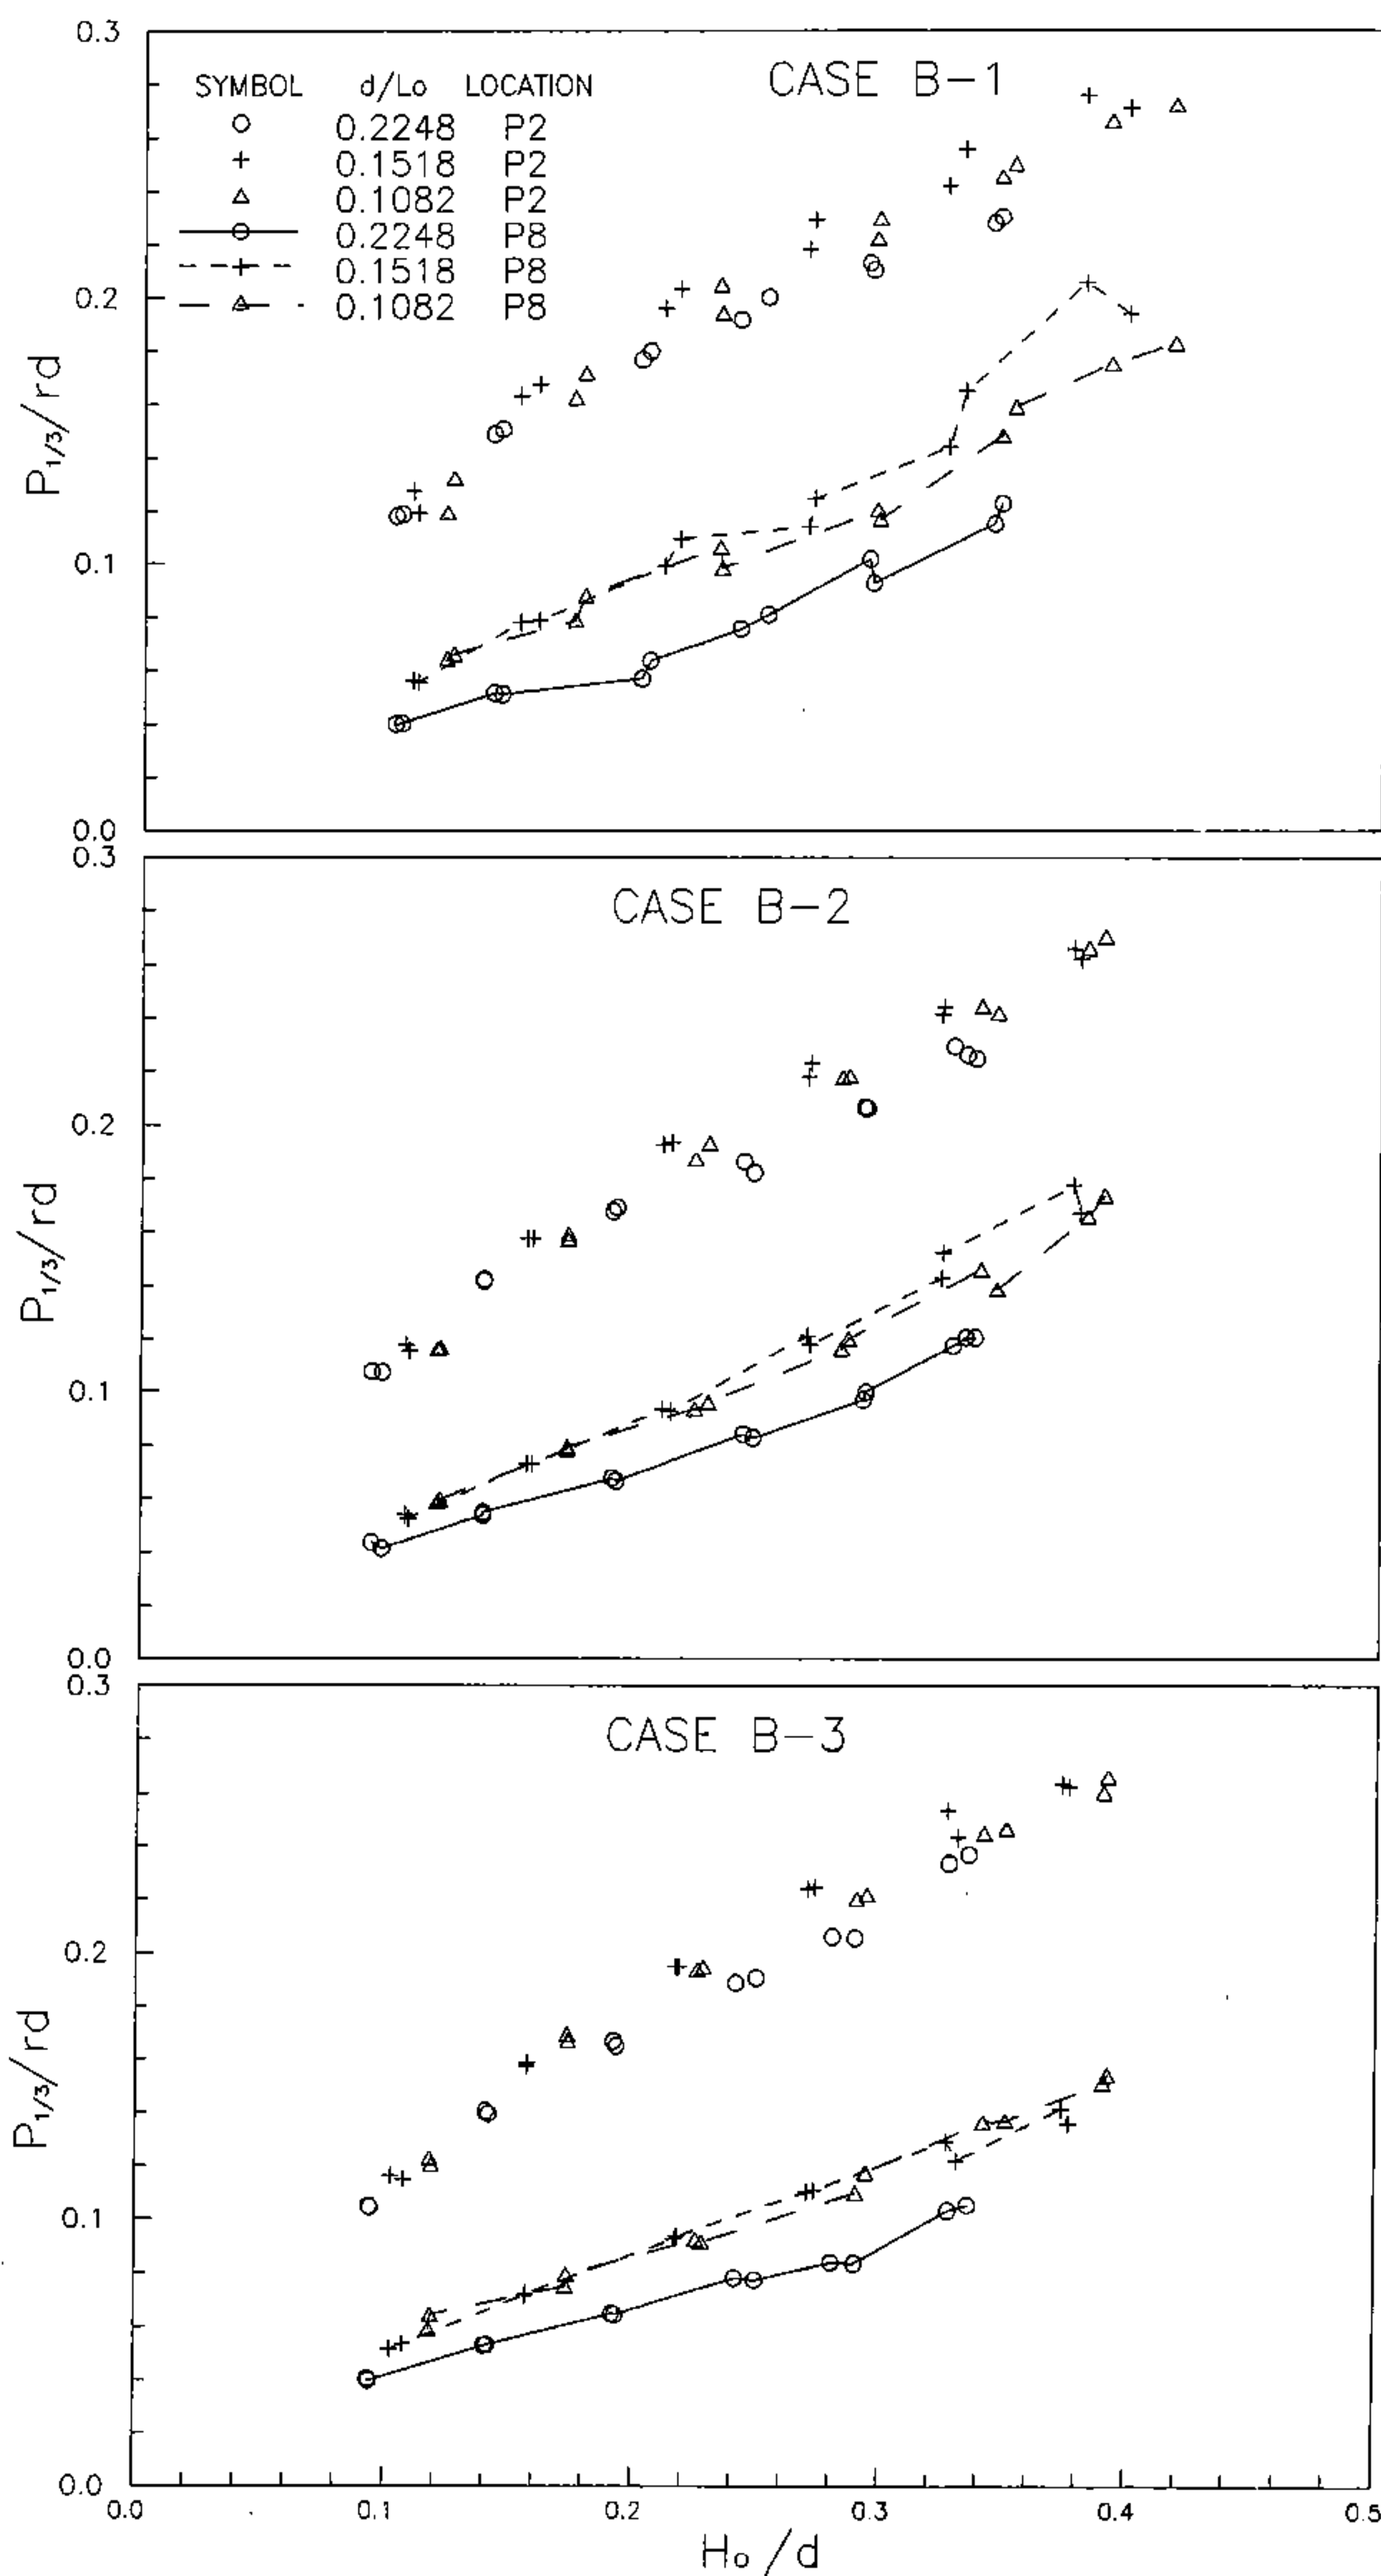 0.3
SYMBOL d/Lo LOCATION
CASE B-1
0.2248 P2
0.1518 P2
0.1082 P2
0.2248 P8
0.1518 P8
0.1082 P8
0.2
P1/3/rd
0.1
0.0
0.3
CASE B-2
0.2
P1/3/rd
0.1
0.0
0.3
CASE B-3
0.2
P1/3/rd
0.1
0.0
0.0 0.1 0.2 0.3 0.4 0.5
Ho/d